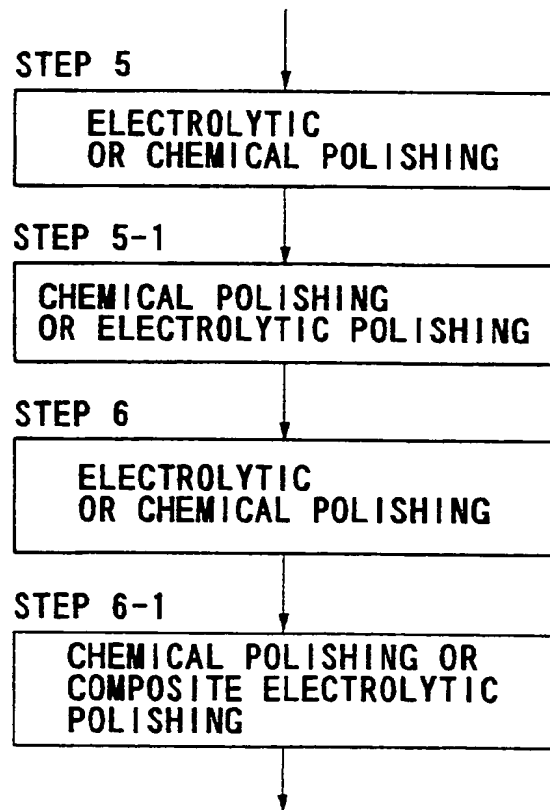 STEP 5
ELECTROLYTIC
OR CHEMICAL POLISHING
STEP 5-1
CHEMICAL POLISHING
OR ELECTROLYTIC POLISHING
STEP 6
ELECTROLYTIC
OR CHEMICAL POLISHING
STEP 6-1
CHEMICAL POLISHING OR
COMPOSITE ELECTROLYTIC
POLISHING